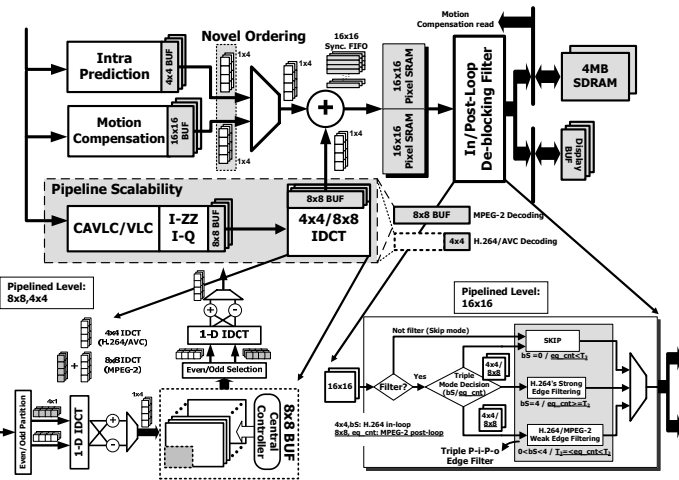 Novel Ordering
16x16
Sync. FIFO
Motion
Compensation read
Intra
Prediction
4x4 BUF
1x4
1x4
1x4
Motion
Compensation
16x16
BUF
1x4
+
1x4
16x16
Pixel SRAM
16x16
Pixel SRAM
In/Post-Loop
De-blocking Filter
4MB
SDRAM
Display
BUF
Pipeline Scalability
CAVLC/VLC
I-ZZ
I-Q
8x8 BUF
8x8 BUF
4x4/8x8
IDCT
8x8 BUF
MPEG-2 Decoding
4x4
H.264/AVC Decoding
Pipelined Level:
8x8,4x4
4x4 IDCT
(H.264/AVC)
+
8x8IDCT
(MPEG-2)
+
-
1-D IDCT
Even/Odd Selection
Even/Odd Partition
4x1
1-D IDCT
+
-
1x4
Central
Controller
8x8 BUF
Pipelined Level:
16x16
Not filter (Skip mode)
16x16
Filter?
Yes
Triple
Mode Decision
(bS/eq_cnt)
4x4/
8x8
4x4/
8x8
SKIP
bS =0 / eq_cnt<T2
H.264's Strong
Edge Filtering
bS=4 / eq_cnt>=T1
H.264/MPEG-2
Weak Edge Filtering
0<bS<4 / T2=<eq_cnt<T1
4x4,bS: H.264 in-loop
8x8, eq_cnt: MPEG-2 post-loop
Triple P-i-P-o
Edge Filter